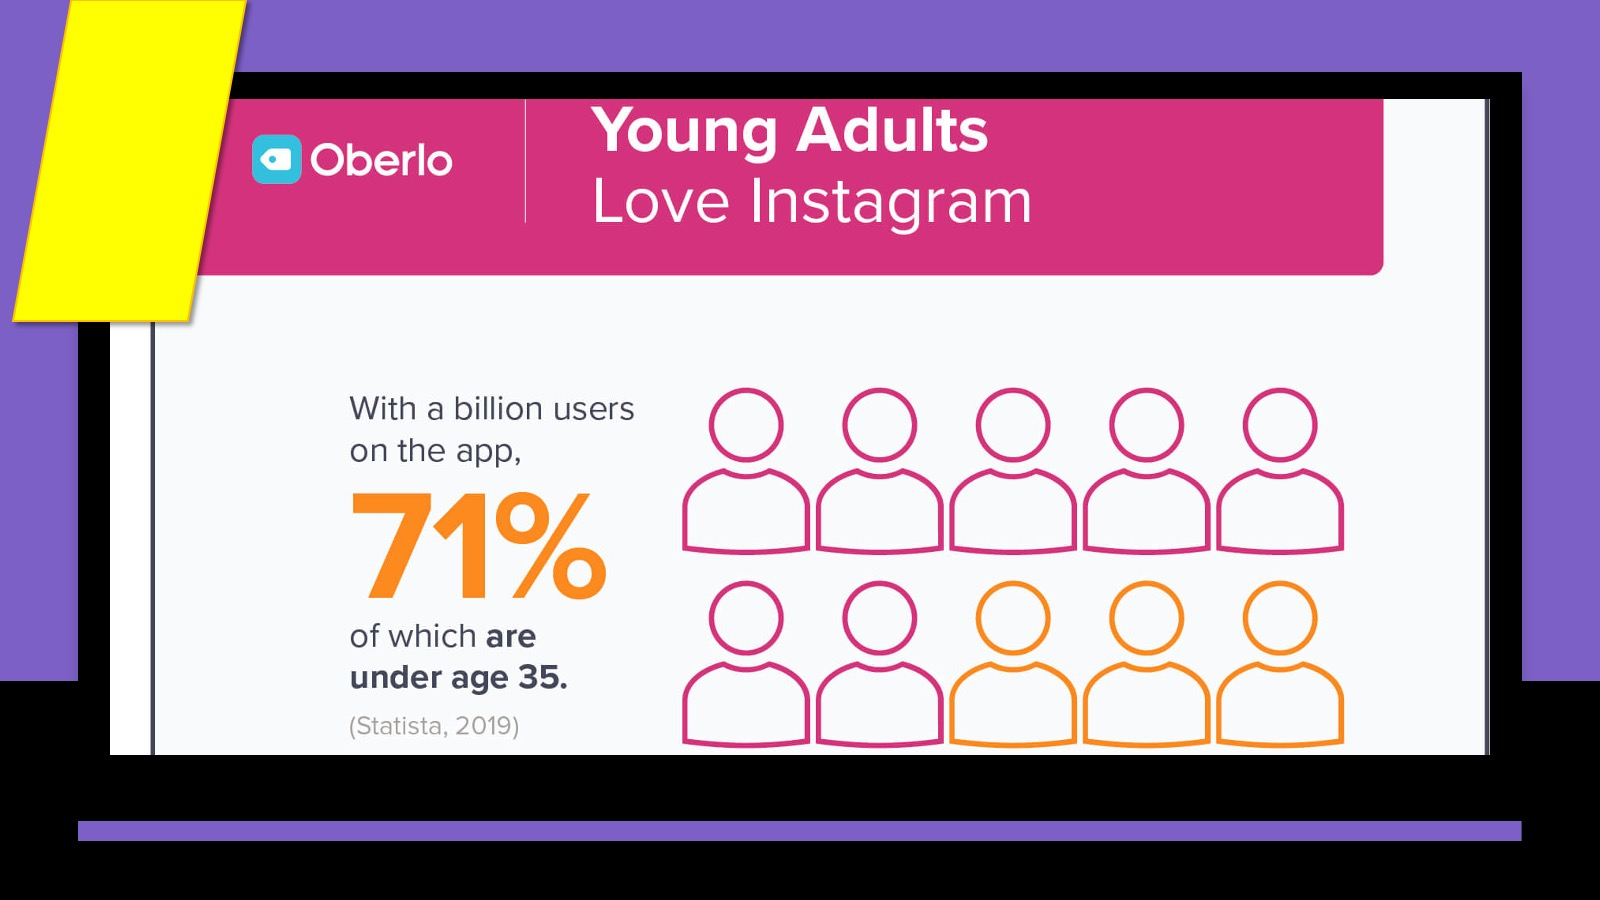 Oberlo
Young Adults
Love Instagram
With a billion users
on the app,
71%
of which are
under age 35.
(Statista, 2019)